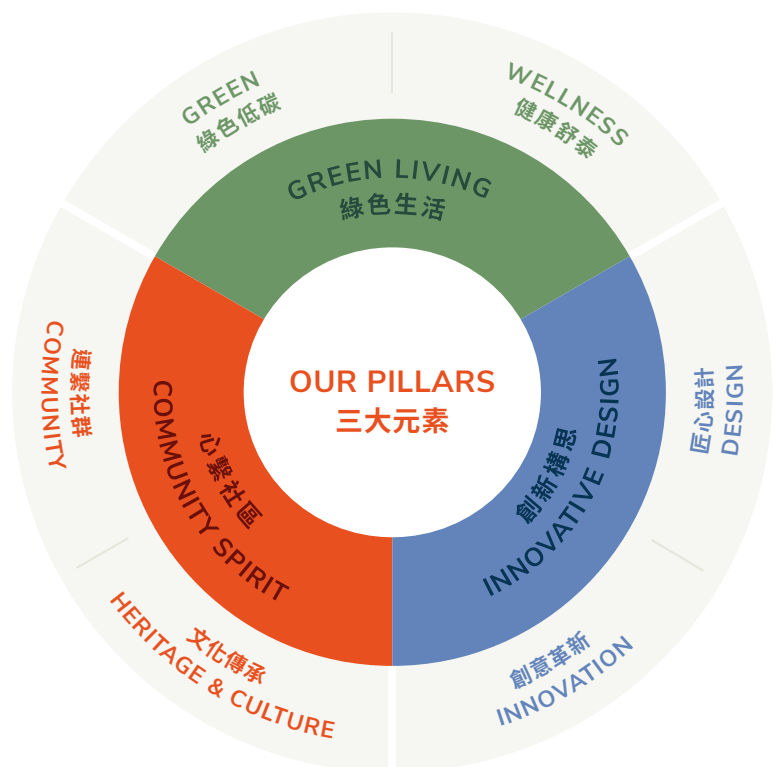 OUR PILLARS
三大元素
GREEN LIVING
綠色生活
GREEN
綠色低碳
WELLNESS
健康舒泰
INNOVATIVE DESIGN
創新構思
DESIGN
匠心設計
創意革新
INNOVATION
心繫社區
COMMUNITY SPIRIT
文化傳承
HERITAGE & CULTURE
連繫社群
COMMUNITY